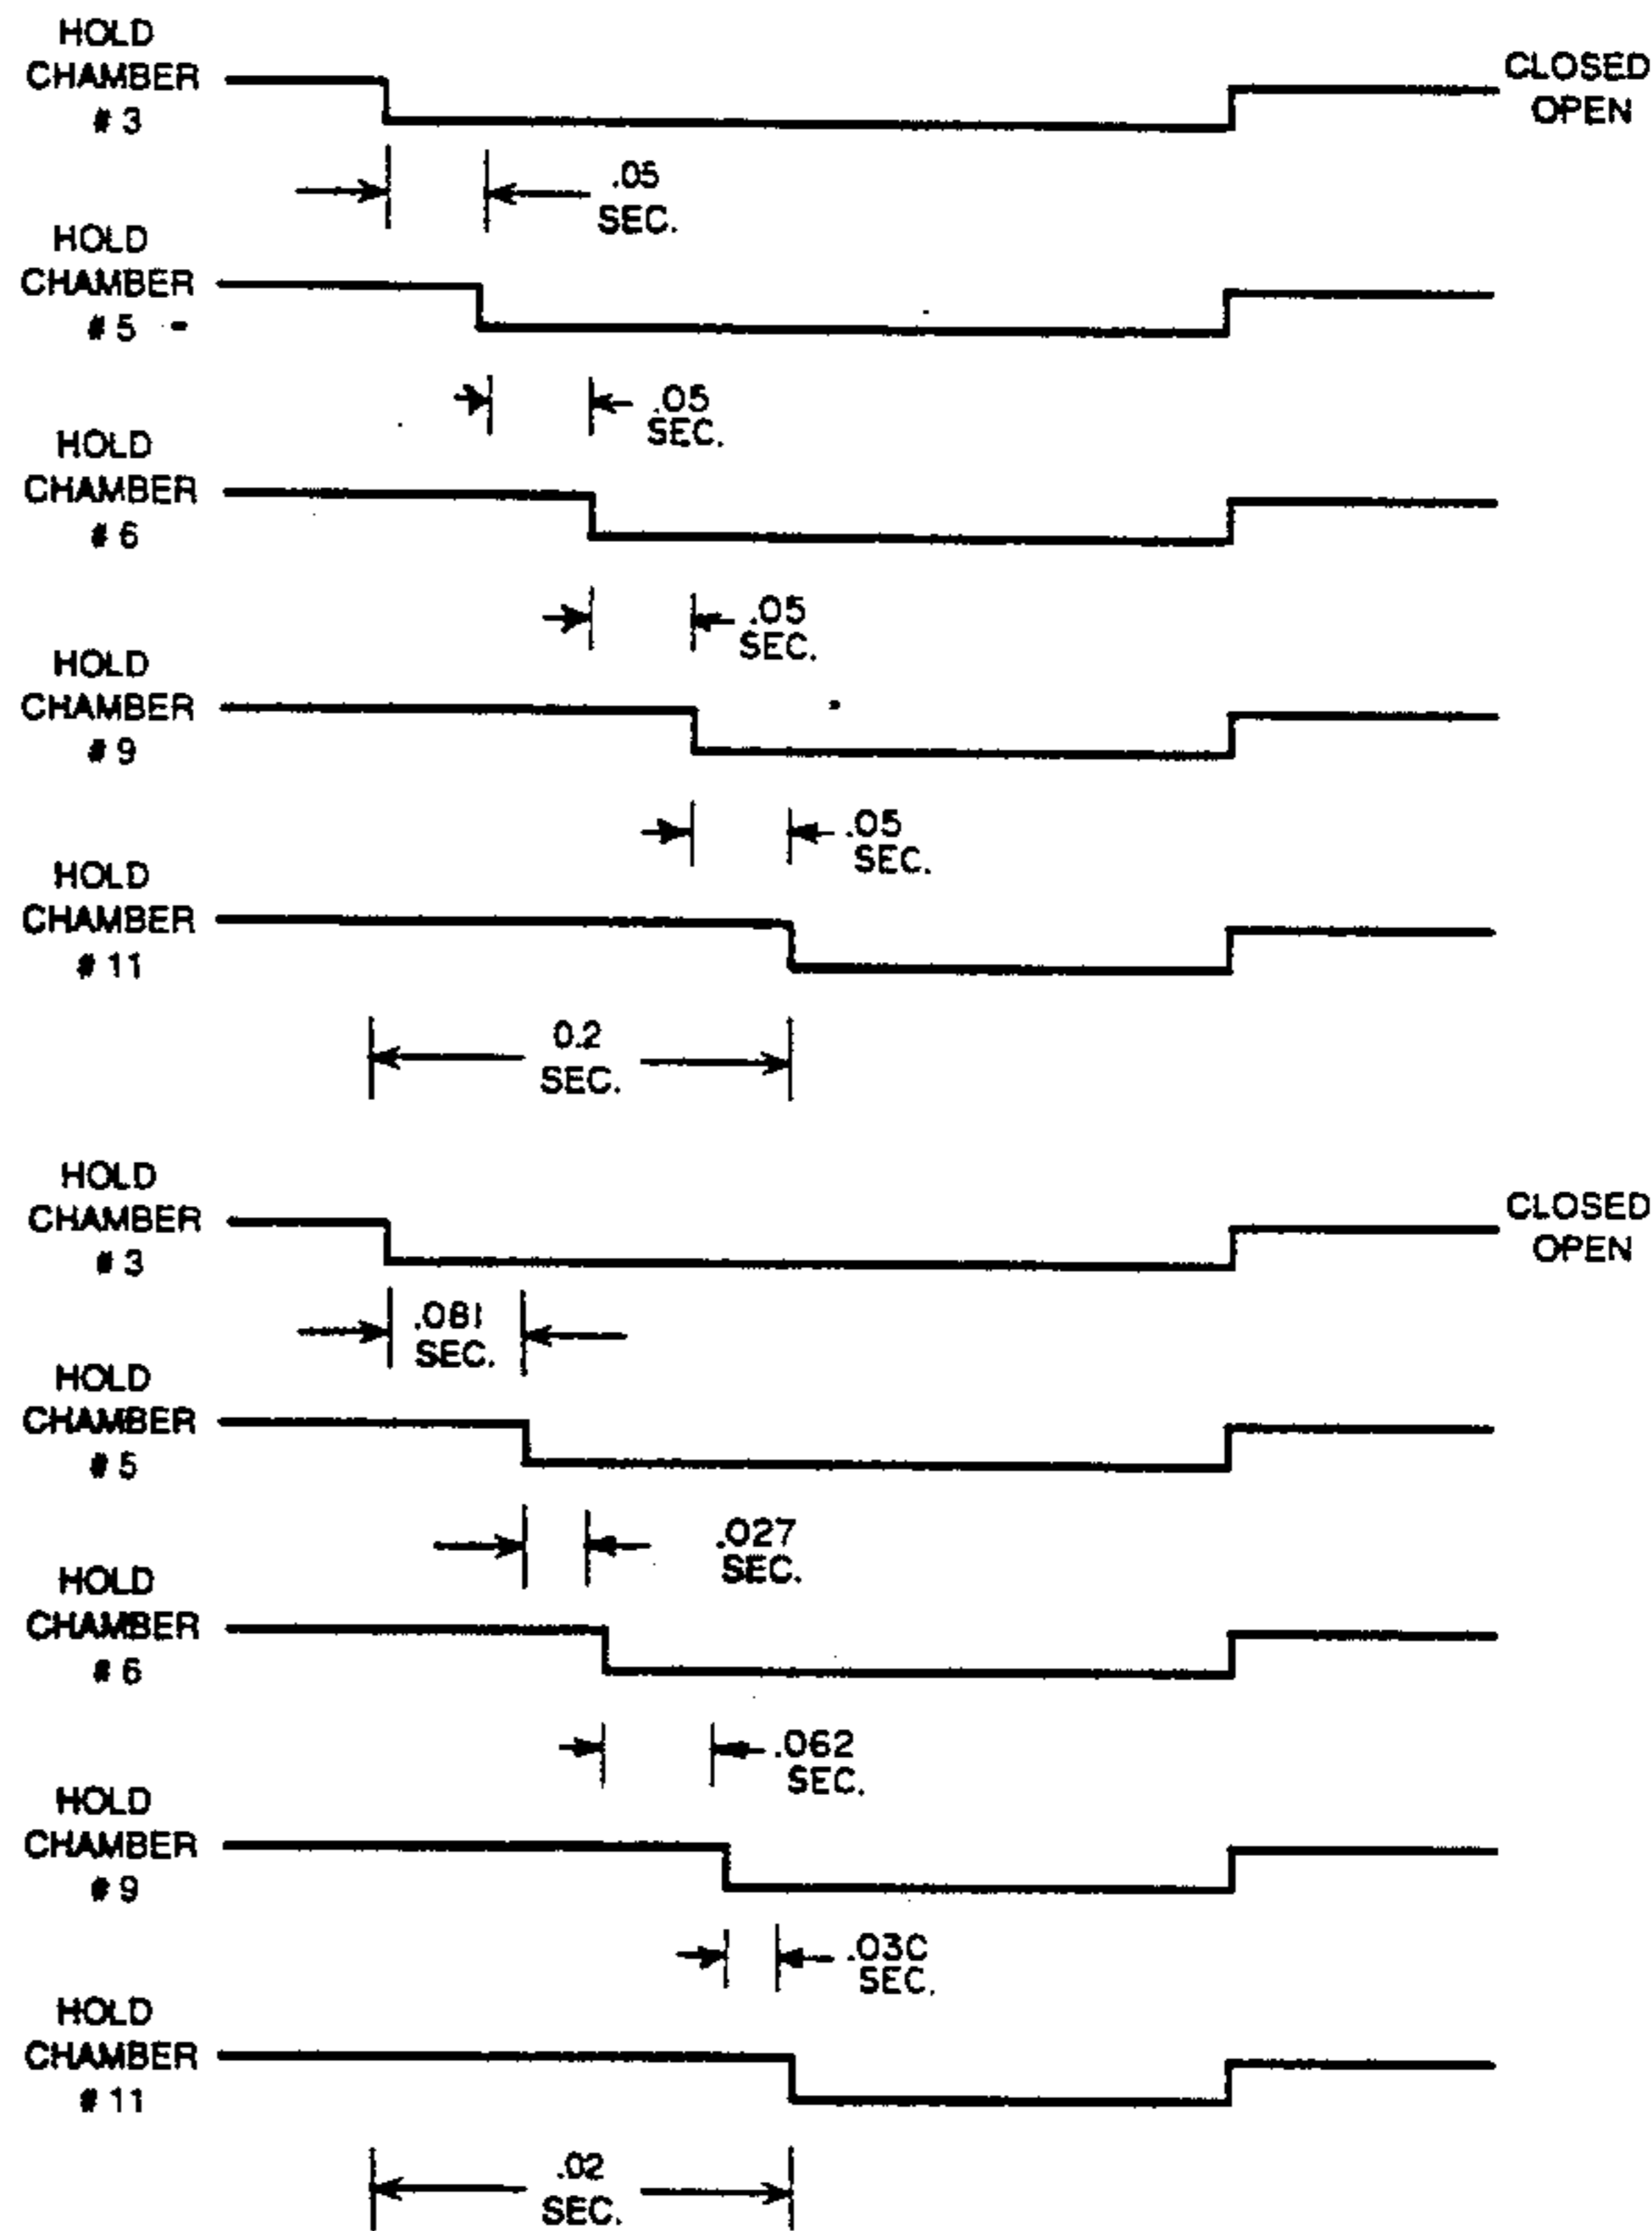 HOLD
CHAMBER
# 3
CLOSED
OPEN
.05
SEC.
HOLD
CHAMBER
# 5
.05
SEC.
HOLD
CHAMBER
# 6
.05
SEC.
HOLD
CHAMBER
# 9
.05
SEC.
HOLD
CHAMBER
# 11
0.2
SEC.
HOLD
CHAMBER
# 3
CLOSED
OPEN
.081
SEC.
HOLD
CHAMBER
# 5
.027
SEC.
HOLD
CHAMBER
# 6
.062
SEC.
HOLD
CHAMBER
# 9
.03C
SEC.
HOLD
CHAMBER
# 11
.02
SEC.